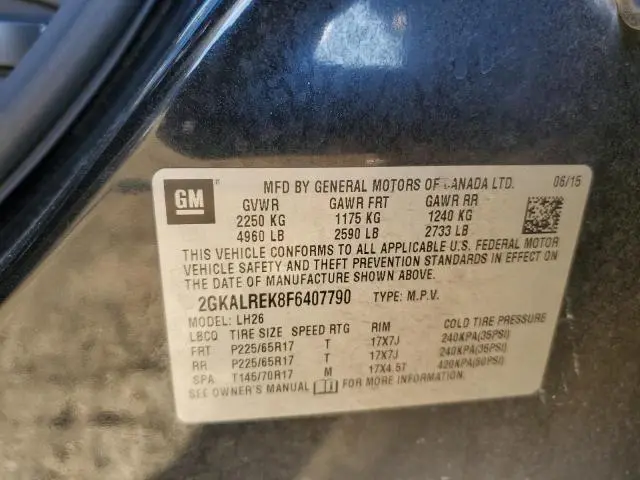 GM
MFD BY GENERAL MOTORS OF CANADA LTD. 06/15
GVWR GAWR FRT GAWR RR
2250 KG 1175 KG 1240 KG
4960 LB 2590 LB 2733 LB
THIS VEHICLE CONFORMS TO ALL APPLICABLE U.S. FEDERAL MOTOR
VEHICLE SAFETY AND THEFT PREVENTION STANDARDS IN EFFECT ON
THE DATE OF MANUFACTURE SHOWN ABOVE.
2GKALREK8F6407790 TYPE: M.P.V.
MODEL: LH26
LBCQ TIRE SIZE SPEED RTG RIM COLD TIRE PRESSURE
FRT P225/65R17 T 17X7J 240KPA(35PSI)
RR P225/65R17 T 17X7J 240KPA(35PSI)
SPA T145/70R17 M 17X4.5T 420KPA(60PSI)
SEE OWNER'S MANUAL FOR ADDITIONAL INFORMATION.